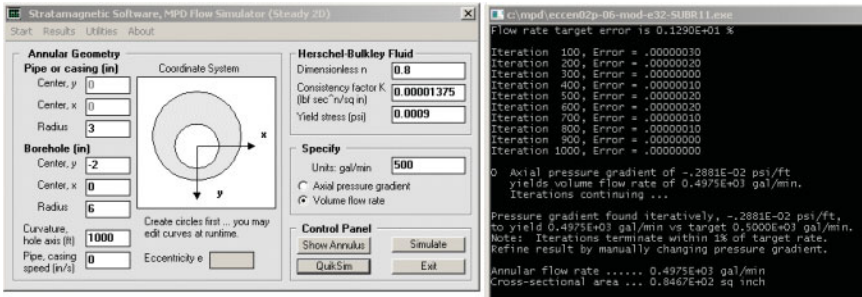 Stratamagnetic Software, MPD Flow Simulator (Steady 2D)
Start Results Utilities About
Annular Geometry
Pipe or casing (in)
Center, y 0
Center, x 0
Radius 3
Borehole (in)
Center, y -2
Center, x 0
Radius 6
Curvature,
hole axis (ft) 1000
Pipe, casing
speed (in/s) 0
Coordinate System
x
y
Create circles first ... you may
edit curves at runtime.
Eccentricity e
Herschel-Bulkley Fluid
Dimensionless n 0.8
Consistency factor K
(lbf sec^n/sq in) 0.00001375
Yield stress (psi) 0.0009
Specify
Units: gal/min 500
Axial pressure gradient
Volume flow rate
Control Panel
Show Annulus Simulate
QuikSim Exit
c:\mpd\eccen02p-06-mod-e32-SUBR11.exe
Flow rate target error is 0.1290E+01 %
Iteration 100, Error = .00000030
Iteration 200, Error = .00000020
Iteration 300, Error = .00000000
Iteration 400, Error = .00000010
Iteration 500, Error = .00000020
Iteration 600, Error = .00000020
Iteration 700, Error = .00000010
Iteration 800, Error = .00000010
Iteration 900, Error = .00000000
Iteration 1000, Error = .00000000
O Axial pressure gradient of -.2881E-02 psi/ft
yields volume flow rate of 0.4975E+03 gal/min.
Iterations continuing ...
Pressure gradient found iteratively, -.2881E-02 psi/ft,
to yield 0.4975E+03 gal/min vs target 0.5000E+03 gal/min.
Note: Iterations terminate within 1% of target rate.
Refine result by manually changing pressure gradient.
Annular flow rate ...... 0.4975E+03 gal/min
Cross-sectional area ... 0.8467E+02 sq inch